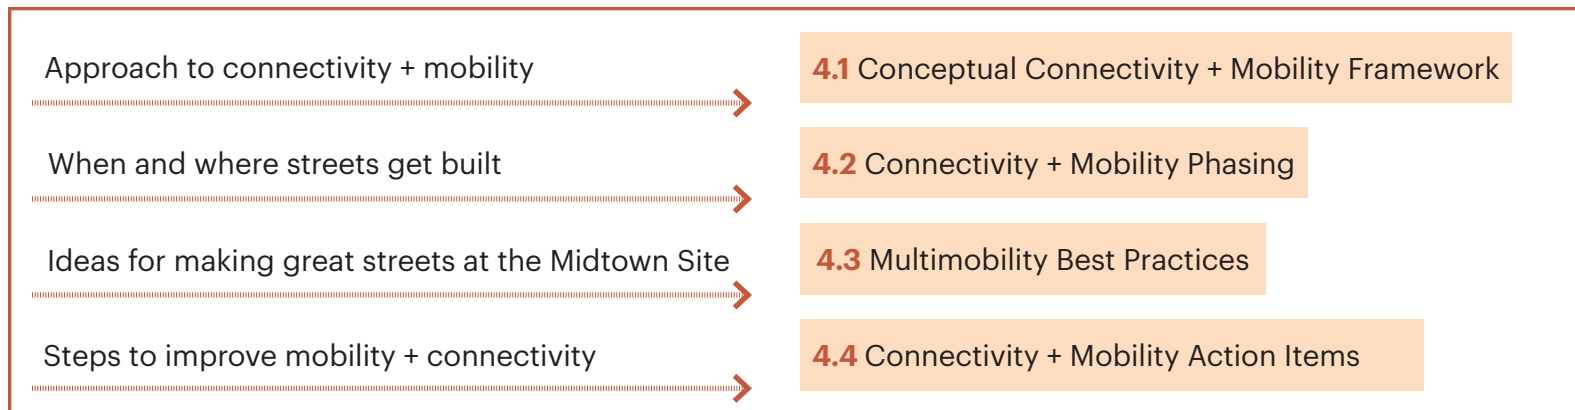 Approach to connectivity + mobility
4.1 Conceptual Connectivity + Mobility Framework
When and where streets get built
4.2 Connectivity + Mobility Phasing
Ideas for making great streets at the Midtown Site
4.3 Multimobility Best Practices
Steps to improve mobility + connectivity
4.4 Connectivity + Mobility Action Items